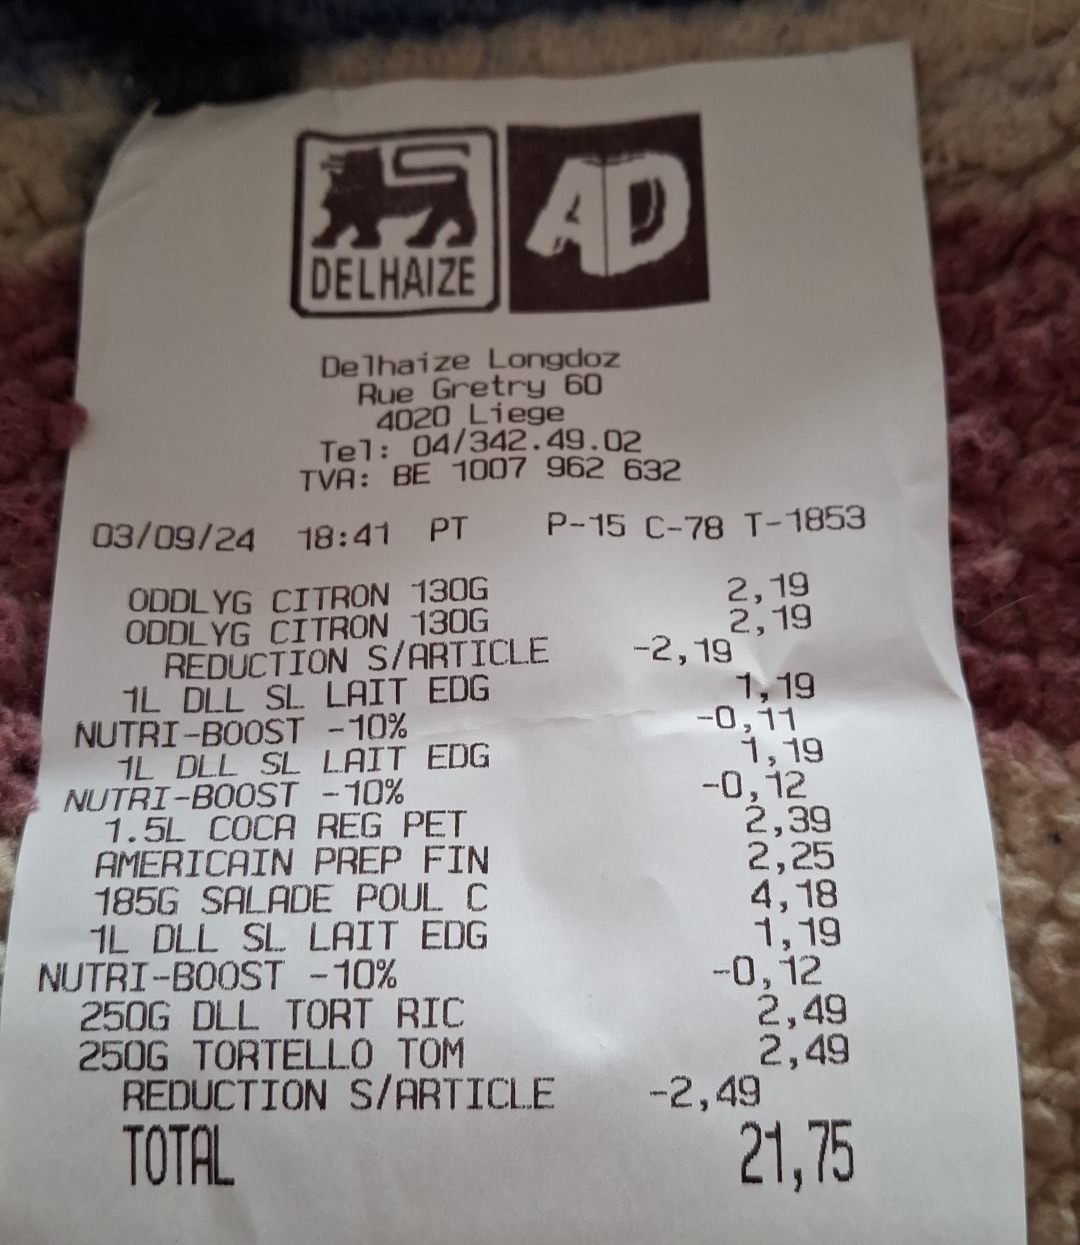 DELHAIZE AD
Delhaize Longdoz
Rue Gretry 60
4020 Liege
Tel: 04/342.49.02
TVA: BE 1007 962 632
03/09/24 18:41 PT P-15 C-78 T-1853
ODDLYG CITRON 130G 2,19
ODDLYG CITRON 130G 2,19
REDUCTION S/ARTICLE -2,19
1L DLL SL LAIT EDG 1,19
NUTRI-BOOST -10% -0,11
1L DLL SL LAIT EDG 1,19
NUTRI-BOOST -10% -0,12
1.5L COCA REG PET 2,39
AMERICAIN PREP FIN 2,25
185G SALADE POUL C 4,18
1L DLL SL LAIT EDG 1,19
NUTRI-BOOST -10% -0,12
250G DLL TORT RIC 2,49
250G TORTELLO TOM 2,49
REDUCTION S/ARTICLE -2,49
TOTAL 21,75